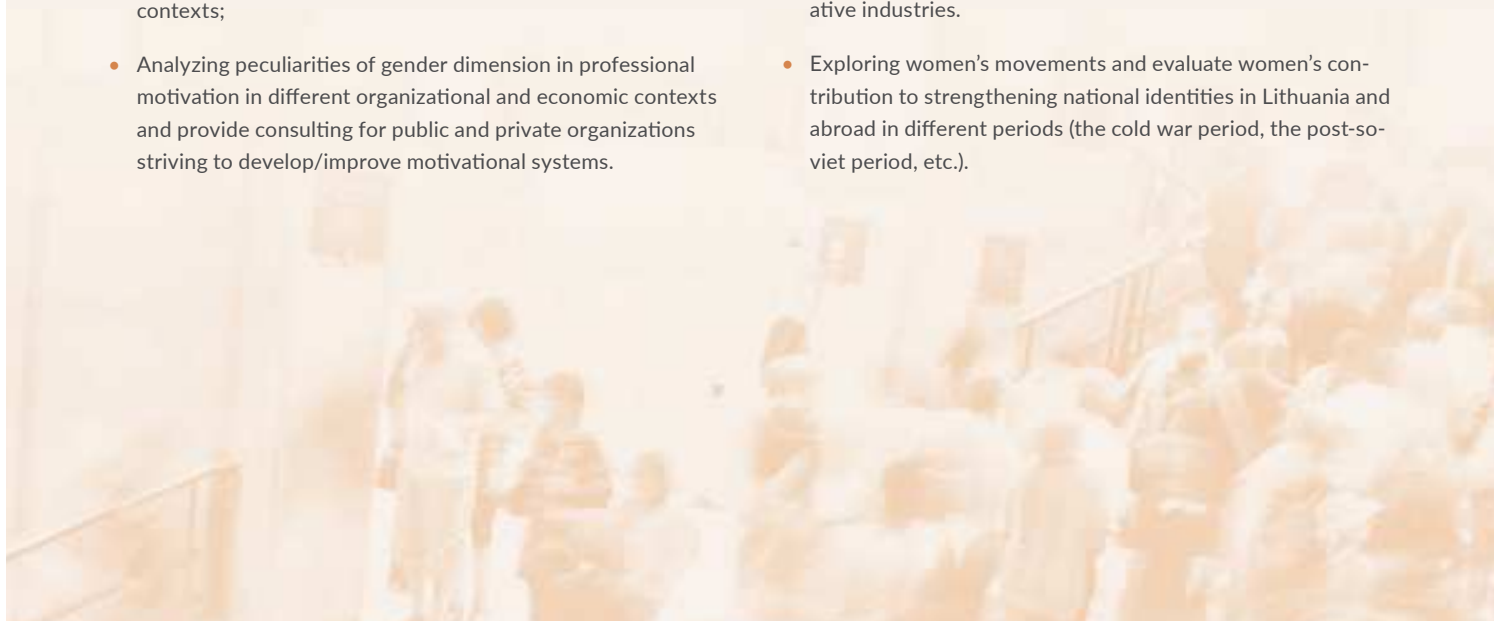 contexts;
• Analyzing peculiarities of gender dimension in professional
motivation in different organizational and economic contexts
and provide consulting for public and private organizations
striving to develop/improve motivational systems.
ative industries.
• Exploring women’s movements and evaluate women’s con-
tribution to strengthening national identities in Lithuania and
abroad in different periods (the cold war period, the post-so-
viet period, etc.).